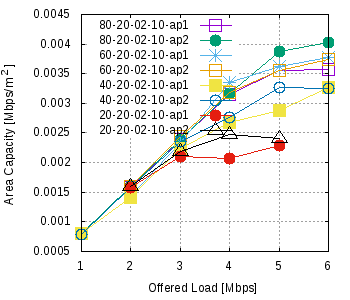 0.0045
0.004
0.0035
0.003
0.0025
0.002
0.0015
0.001
0.0005
Area Capacity [Mbps/m²]
80-20-02-10-ap1
80-20-02-10-ap2
60-20-02-10-ap1
60-20-02-10-ap2
40-20-02-10-ap1
40-20-02-10-ap2
20-20-02-10-ap1
20-20-02-10-ap2
1 2 3 4 5 6
Offered Load [Mbps]